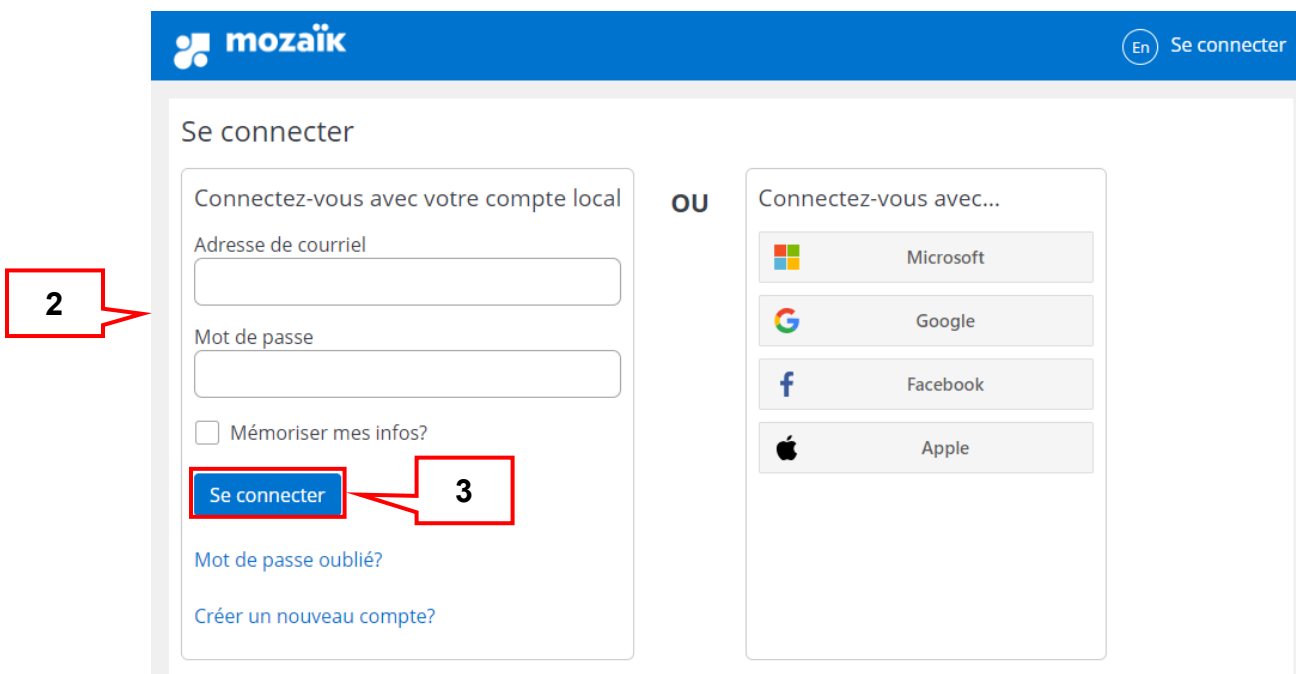 mozaïk
En Se connecter
Se connecter
Connectez-vous avec votre compte local
Adresse de courriel
2
Mot de passe
Mémoriser mes infos?
Se connecter
3
Mot de passe oublié?
Créer un nouveau compte?
OU
Connectez-vous avec...
Microsoft
Google
Facebook
Apple